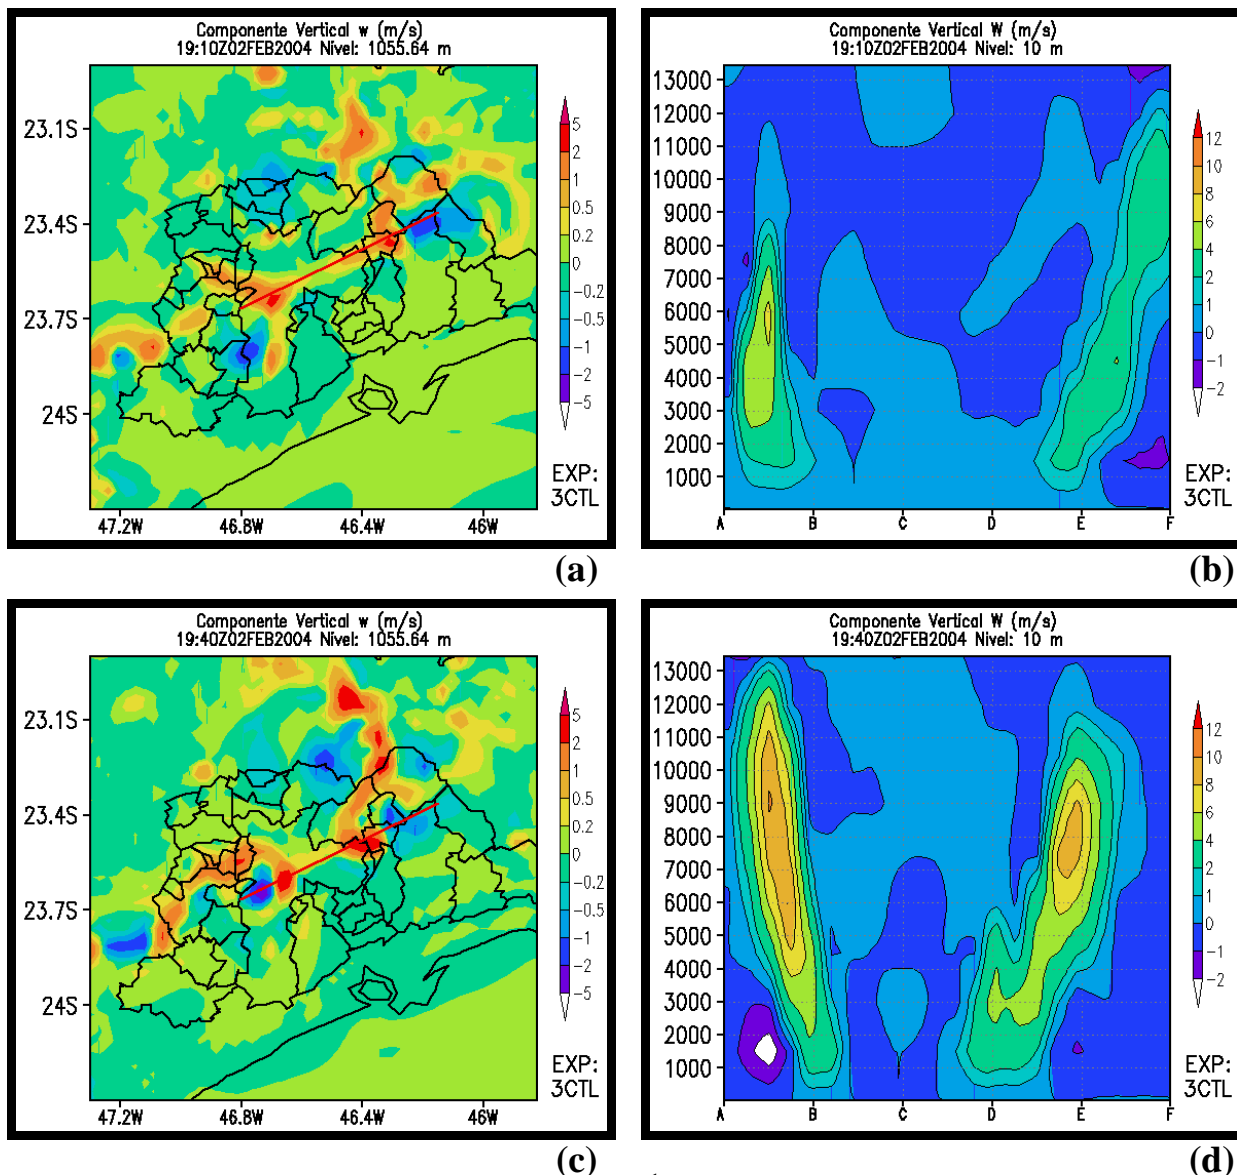 Componente Vertical w (m/s)
19:10Z02FEB2004 Nivel: 1055.64 m
23.1S
23.4S
23.7S
24S
47.2W 46.8W 46.4W 46W
5
2
1
0.5
0.2
0
-0.2
-0.5
-1
-2
-5
EXP:
3CTL
(a)
Componente Vertical W (m/s)
19:10Z02FEB2004 Nivel: 10 m
13000
12000
11000
10000
9000
8000
7000
6000
5000
4000
3000
2000
1000
A B C D E F
12
10
8
6
4
2
1
0
-1
-2
EXP:
3CTL
(b)
Componente Vertical w (m/s)
19:40Z02FEB2004 Nivel: 1055.64 m
23.1S
23.4S
23.7S
24S
47.2W 46.8W 46.4W 46W
5
2
1
0.5
0.2
0
-0.2
-0.5
-1
-2
-5
EXP:
3CTL
(c)
Componente Vertical W (m/s)
19:40Z02FEB2004 Nivel: 10 m
13000
12000
11000
10000
9000
8000
7000
6000
5000
4000
3000
2000
1000
A B C D E F
12
10
8
6
4
2
1
0
-1
-2
EXP:
3CTL
(d)